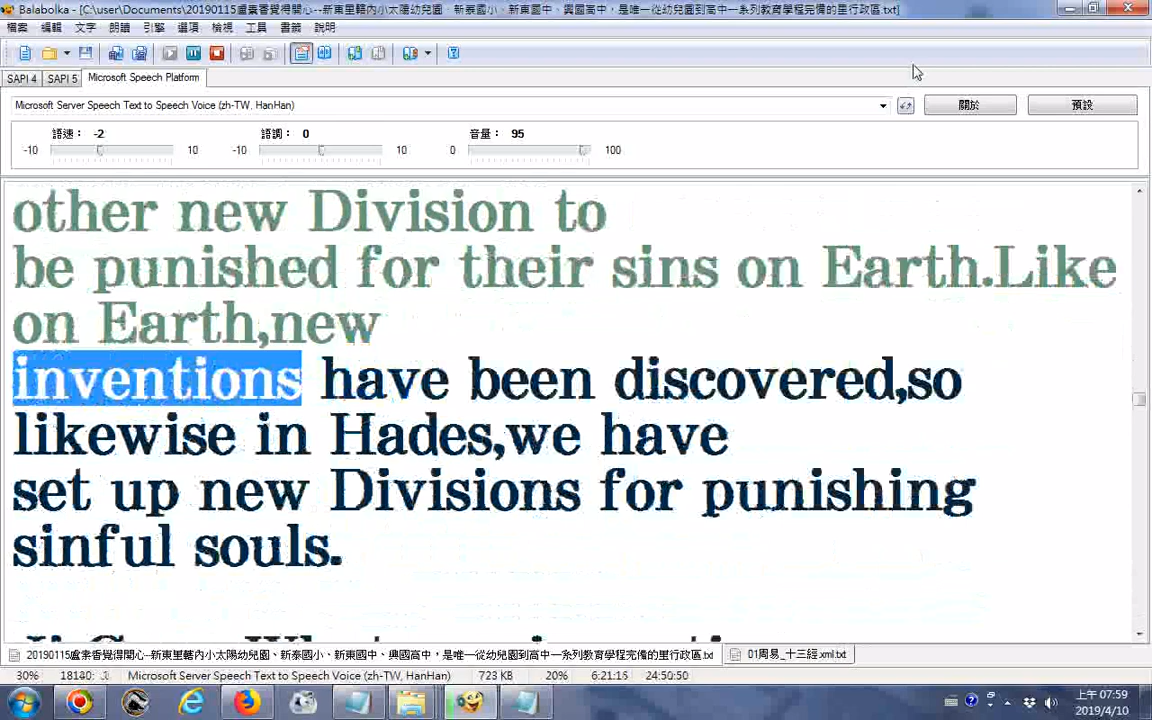 Balabolka - [C:\user\Documents\20190115盧素香覺得開心--新東里轄內小太陽幼兒園、新泰國小、新東國中、興國高中，是唯一從幼兒園到高中一系列教育學程完備的里行政區.txt]
檔案 編輯 文字 朗讀 引擎 選項 檢視 工具 書籤 說明
SAPI 4 SAPI 5 Microsoft Speech Platform
Microsoft Server Speech Text to Speech Voice (zh-TW, HanHan) 關於 預設
語速： -2 語調： 0 音量： 95
-10 10 -10 10 0 100
other new Division to
be punished for their sins on Earth.Like
on Earth,new
inventions have been discovered,so
likewise in Hades,we have
set up new Divisions for punishing
sinful souls.
20190115盧素香覺得開心--新東里轄內小太陽幼兒園、新泰國小、新東國中、興國高中，是唯一從幼兒園到高中一系列教育學程完備的里行政區.txt 01周易_十三經.xml.txt
30% Microsoft Server Speech Text to Speech Voice (zh-TW, HanHan) 723 KB 20% 6:21:15 24:50:50
上午 07:59
2019/4/10